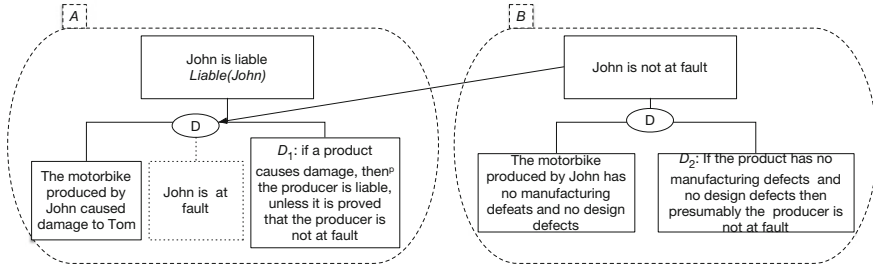 A
John is liable
Liable(John)
D
The motorbike
produced by
John caused
damage to Tom
John is at
fault
D1: if a product
causes damage, thenᵖ
the producer is liable,
unless it is proved
that the producer is
not at fault
B
John is not at fault
D
The motorbike
produced by John has
no manufacturing
defeats and no design
defects
D2: If the product has no
manufacturing defects and
no design defects then
presumably the producer is
not at fault